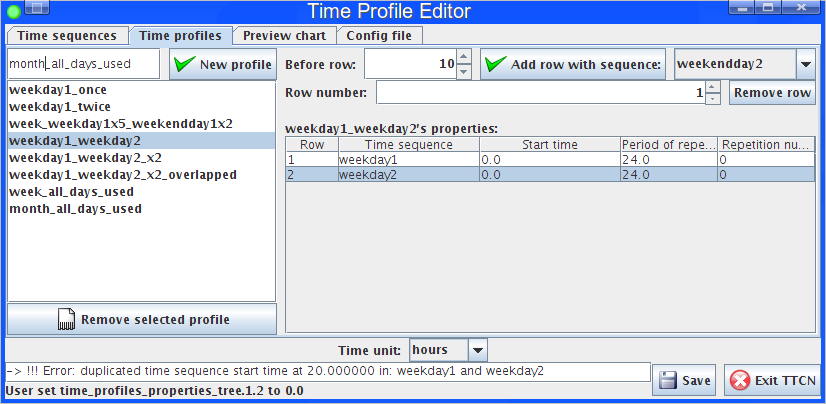 Time Profile Editor
Time sequences Time profiles Preview chart Config file
month_all_days_used New profile Before row: 10 Add row with sequence: weekendday2
Row number: 1 Remove row
weekday1_once
weekday1_twice
week_weekday1x5_weekendday1x2
weekday1_weekday2
weekday1_weekday2_x2
weekday1_weekday2_x2_overlapped
week_all_days_used
month_all_days_used
weekday1_weekday2's properties:
Row Time sequence Start time Period of repe... Repetition nu...
1 weekday1 0.0 24.0 0
2 weekday2 0.0 24.0 0
Remove selected profile
Time unit: hours
-> !!! Error: duplicated time sequence start time at 20.000000 in: weekday1 and weekday2
User set time_profiles_properties_tree.1.2 to 0.0
Save Exit TTCN